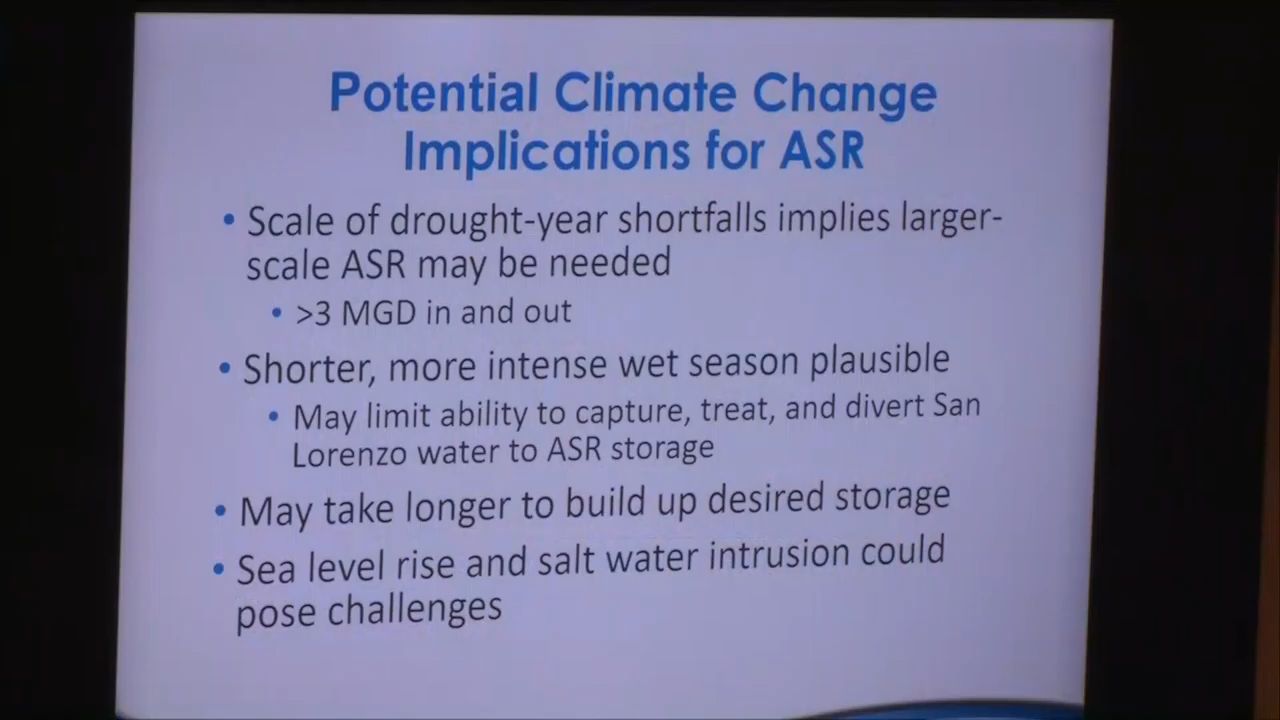 Potential Climate Change
Implications for ASR
• Scale of drought-year shortfalls implies larger-
scale ASR may be needed
• >3 MGD in and out
• Shorter, more intense wet season plausible
• May limit ability to capture, treat, and divert San
Lorenzo water to ASR storage
• May take longer to build up desired storage
• Sea level rise and salt water intrusion could
pose challenges